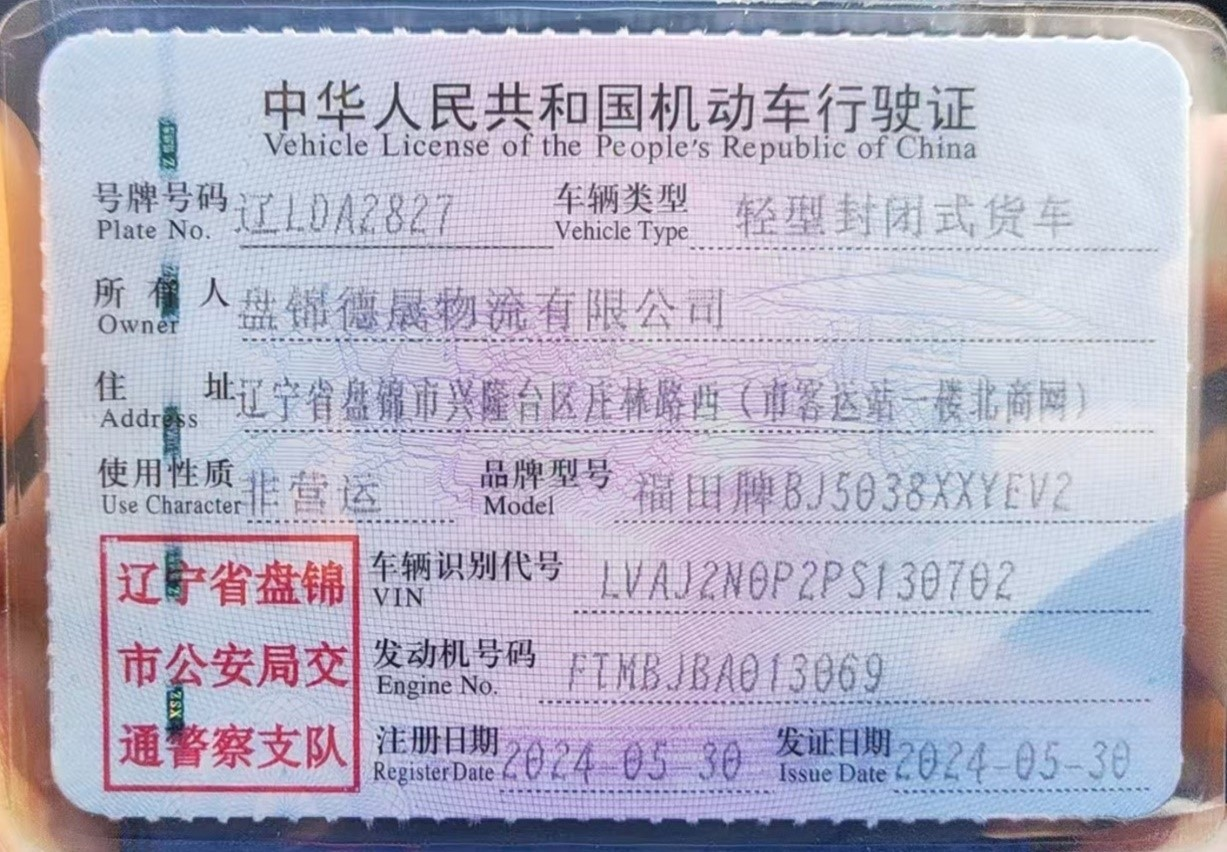 中华人民共和国机动车行驶证
Vehicle License of the People's Republic of China
号牌号码 辽LDA2827 车辆类型 轻型封闭式货车
Plate No. Vehicle Type
所有人 盘锦德晟物流有限公司
Owner
住址 辽宁省盘锦市兴隆台区庄林路西(市客运站一楼北商网)
Address
使用性质 非营运 品牌型号 福田牌BJ5038XXYEV2
Use Character Model
辽宁省盘锦
市公安局交
通警察支队
车辆识别代号 LVAJ2N0P2PS130702
VIN
发动机号码 FTMBJBA013069
Engine No.
注册日期 2024-05-30 发证日期 2024-05-30
Register Date Issue Date
XSZ